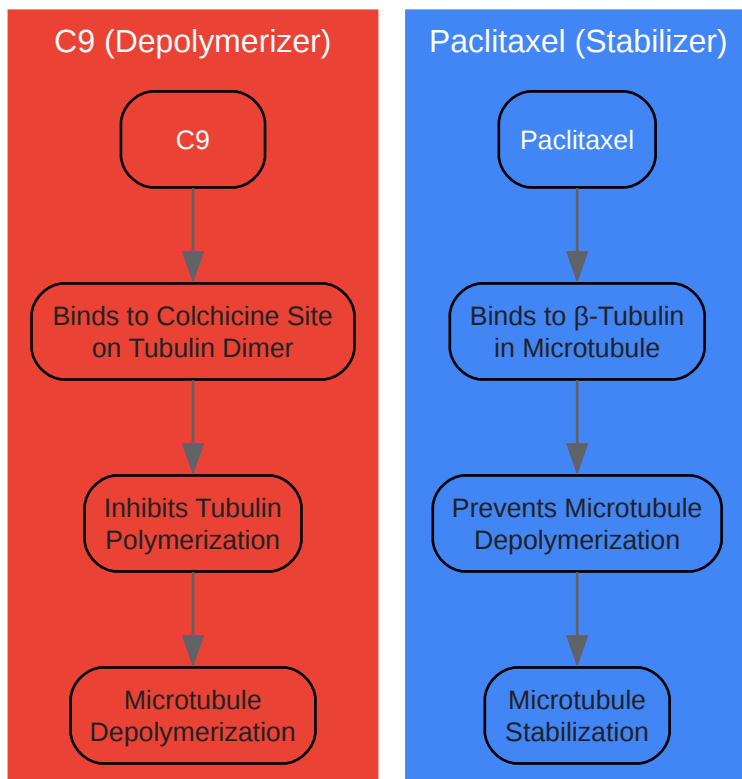 C9 (Depolymerizer)
C9
Binds to Colchicine Site
on Tubulin Dimer
Inhibits Tubulin
Polymerization
Microtubule
Depolymerization
Paclitaxel (Stabilizer)
Paclitaxel
Binds to β-Tubulin
in Microtubule
Prevents Microtubule
Depolymerization
Microtubule
Stabilization